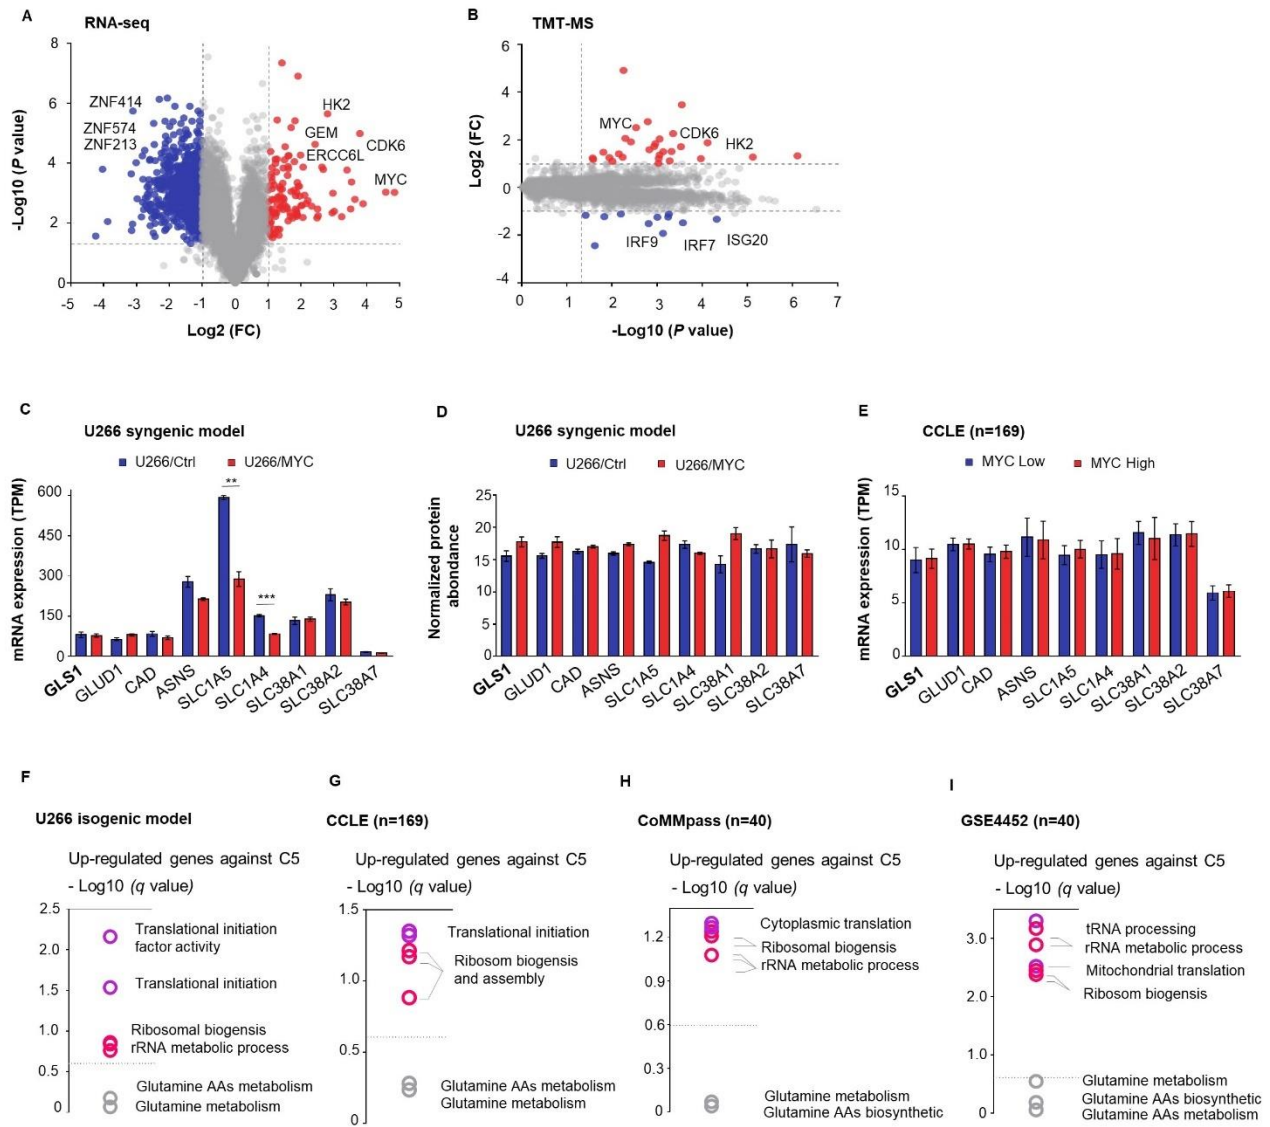 A
RNA-seq
8
6
4
2
0
-Log10 (P value)
ZNF414
ZNF574
ZNF213
HK2
GEM
CDK6
ERCC6L
MYC
-5 -4 -3 -2 -1 0 1 2 3 4 5
Log2 (FC)
B
TMT-MS
6
4
2
0
-2
-4
Log2 (FC)
MYC
CDK6
HK2
IRF9
IRF7
ISG20
0 1 2 3 4 5 6 7
-Log10 (P value)
C
U266 syngenic model
U266/Ctrl U266/MYC
mRNA expression (TPM)
600
450
300
150
0
**
***
GLS1 GLUD1 CAD ASNS SLC1A5 SLC1A4 SLC38A1 SLC38A2 SLC38A7
D
U266 syngenic model
U266/Ctrl U266/MYC
Normalized protein
abondance
25
20
15
10
5
0
GLS1 GLUD1 CAD ASNS SLC1A5 SLC1A4 SLC38A1 SLC38A2 SLC38A7
E
CCLE (n=169)
MYC Low MYC High
mRNA expression (TPM)
15
10
5
0
GLS1 GLUD1 CAD ASNS SLC1A5 SLC1A4 SLC38A1 SLC38A2 SLC38A7
F
U266 isogenic model
Up-regulated genes against C5
- Log10 (q value)
2.5
2.0
1.5
1.0
0.5
0
Translational initiation
factor activity
Translational initiation
Ribosomal biogensis
rRNA metabolic process
Glutamine AAs metabolism
Glutamine metabolism
G
CCLE (n=169)
Up-regulated genes against C5
- Log10 (q value)
1.5
1.0
0.5
0
Translational initiation
Ribosom biogensis
and assembly
Glutamine AAs metabolism
Glutamine metabolism
H
CoMMpass (n=40)
Up-regulated genes against C5
- Log10 (q value)
1.2
0.9
0.6
0.3
0
Cytoplasmic translation
Ribosomal biogensis
rRNA metabolic process
Glutamine metabolism
Glutamine AAs biosynthetic
I
GSE4452 (n=40)
Up-regulated genes against C5
- Log10 (q value)
3.0
2.0
1.0
0
tRNA processing
rRNA metabolic process
Mitochondrial translation
Ribosom biogensis
Glutamine metabolism
Glutamine AAs biosynthetic
Glutamine AAs metabolism